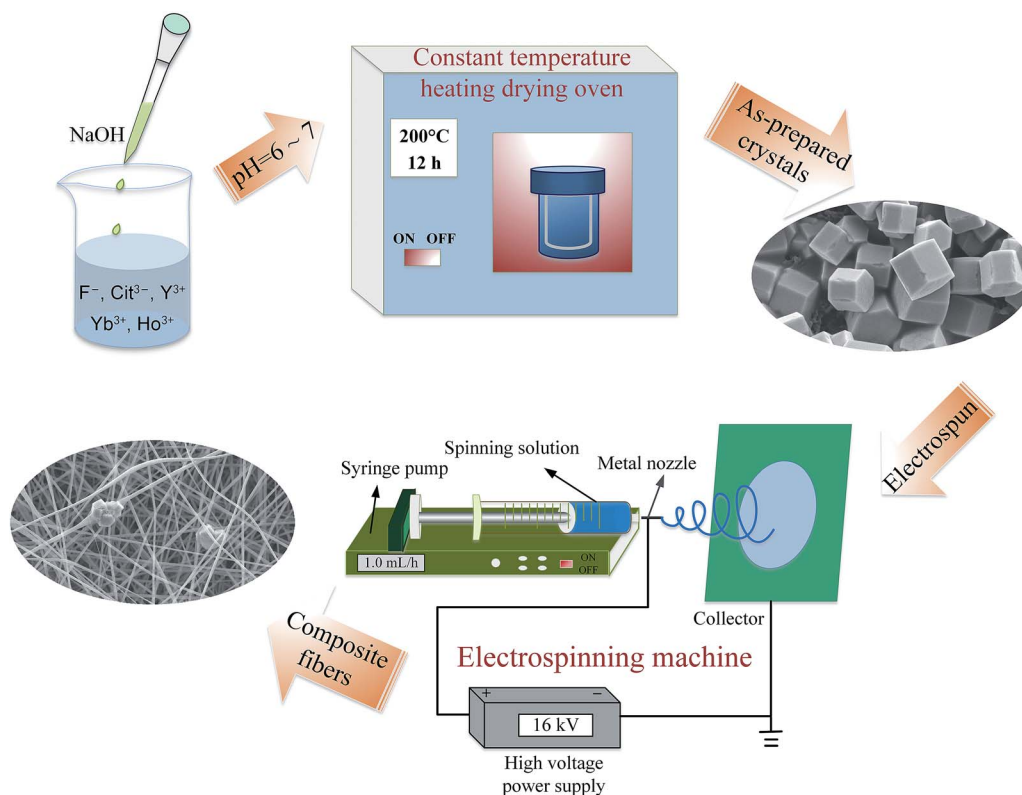 NaOH
F⁻, Cit³⁻, Y³⁺
Yb³⁺, Ho³⁺
pH=6 ~ 7
Constant temperature
heating drying oven
200°C
12 h
ON OFF
As-prepared
crystals
Electrospun
Spinning solution
Syringe pump
Metal nozzle
1.0 mL/h
ON
OFF
Collector
Electrospinning machine
+ −
16 kV
High voltage
power supply
Composite
fibers